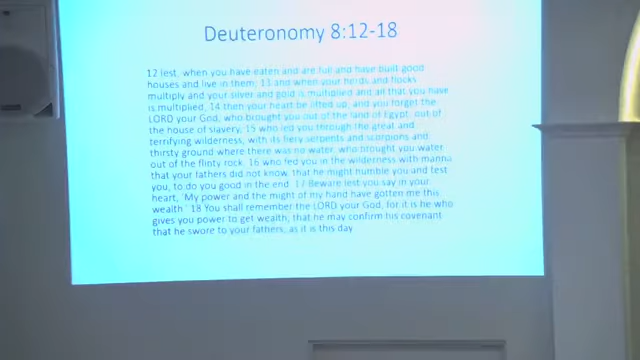 Deuteronomy 8:12-18
12 lest, when you have eaten and are full and have built good
houses and live in them, 13 and when your herds and flocks
multiply and your silver and gold is multiplied and all that you have
is multiplied, 14 then your heart be lifted up, and you forget the
LORD your God, who brought you out of the land of Egypt, out of
the house of slavery, 15 who led you through the great and
terrifying wilderness, with its fiery serpents and scorpions and
thirsty ground where there was no water, who brought you water
out of the flinty rock, 16 who fed you in the wilderness with manna
that your fathers did not know, that he might humble you and test
you, to do you good in the end. 17 Beware lest you say in your
heart, 'My power and the might of my hand have gotten me this
wealth.' 18 You shall remember the LORD your God, for it is he who
gives you power to get wealth, that he may confirm his covenant
that he swore to your fathers, as it is this day